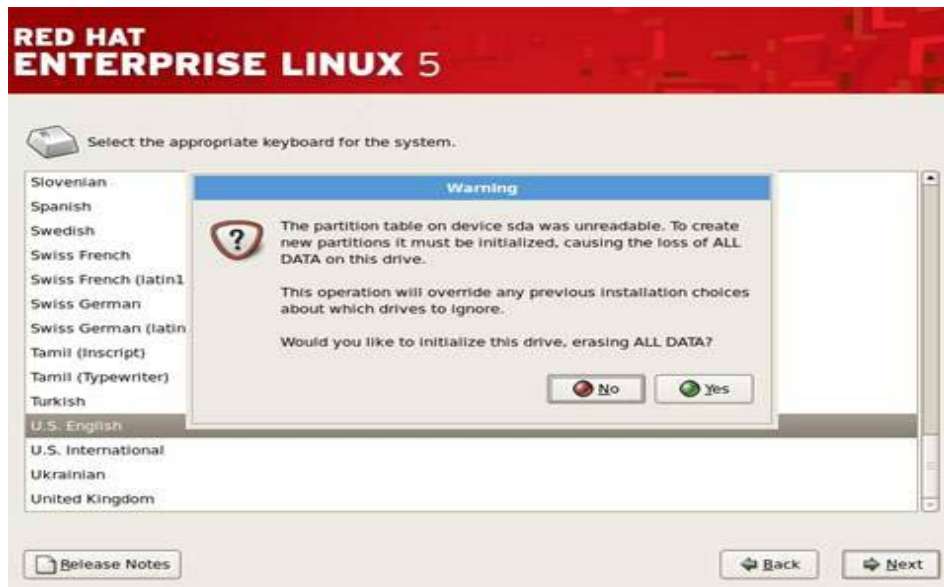 RED HAT
ENTERPRISE LINUX 5
Select the appropriate keyboard for the system.
Slovenian
Spanish
Swedish
Swiss French
Swiss French (latin1
Swiss German
Swiss German (latin
Tamil (Inscript)
Tamil (Typewriter)
Turkish
U.S. English
U.S. International
Ukrainian
United Kingdom
Warning
The partition table on device sda was unreadable. To create
new partitions it must be initialized, causing the loss of ALL
DATA on this drive.
This operation will override any previous installation choices
about which drives to ignore.
Would you like to initialize this drive, erasing ALL DATA?
No
Yes
Release Notes
Back
Next